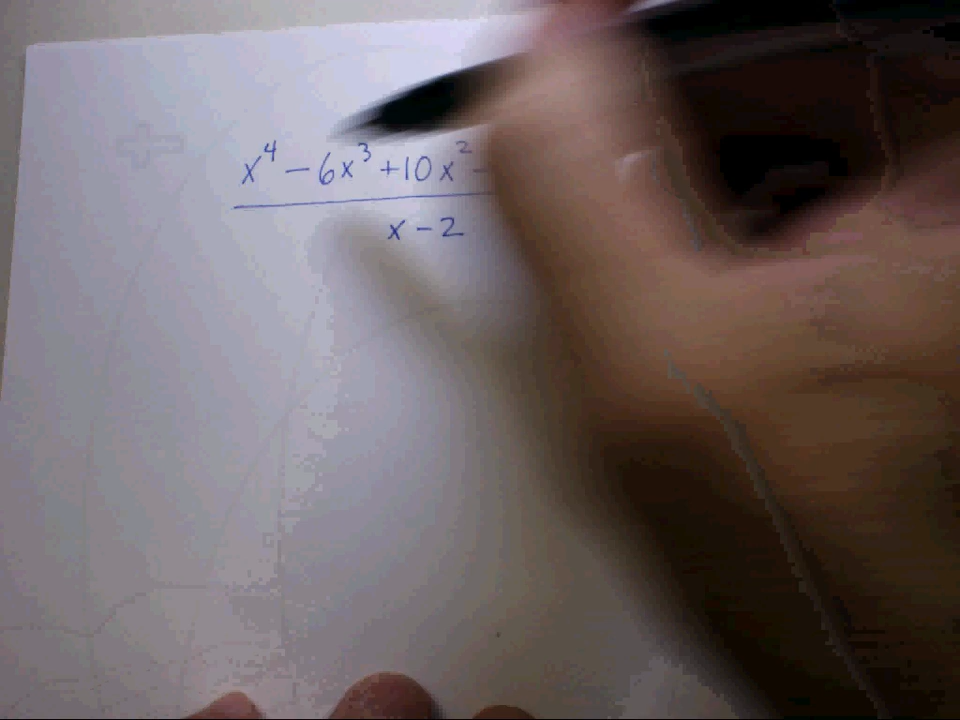 x⁴ - 6x³ + 10x² -
x - 2